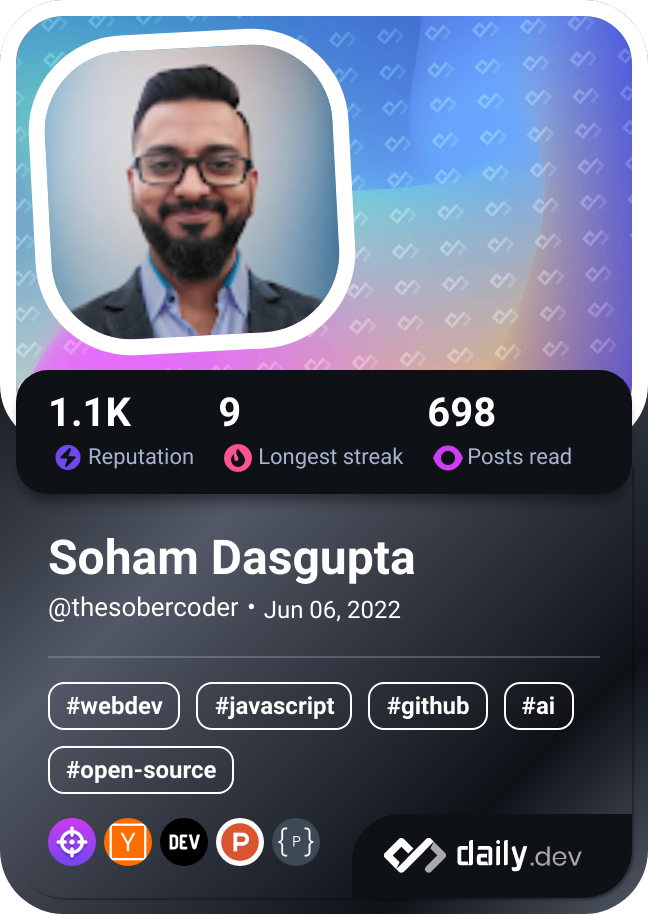 1.1K 9 698
Reputation Longest streak Posts read
Soham Dasgupta
@thesobercoder • Jun 06, 2022
#webdev #javascript #github #ai
#open-source
Y DEV P {P}
daily.dev